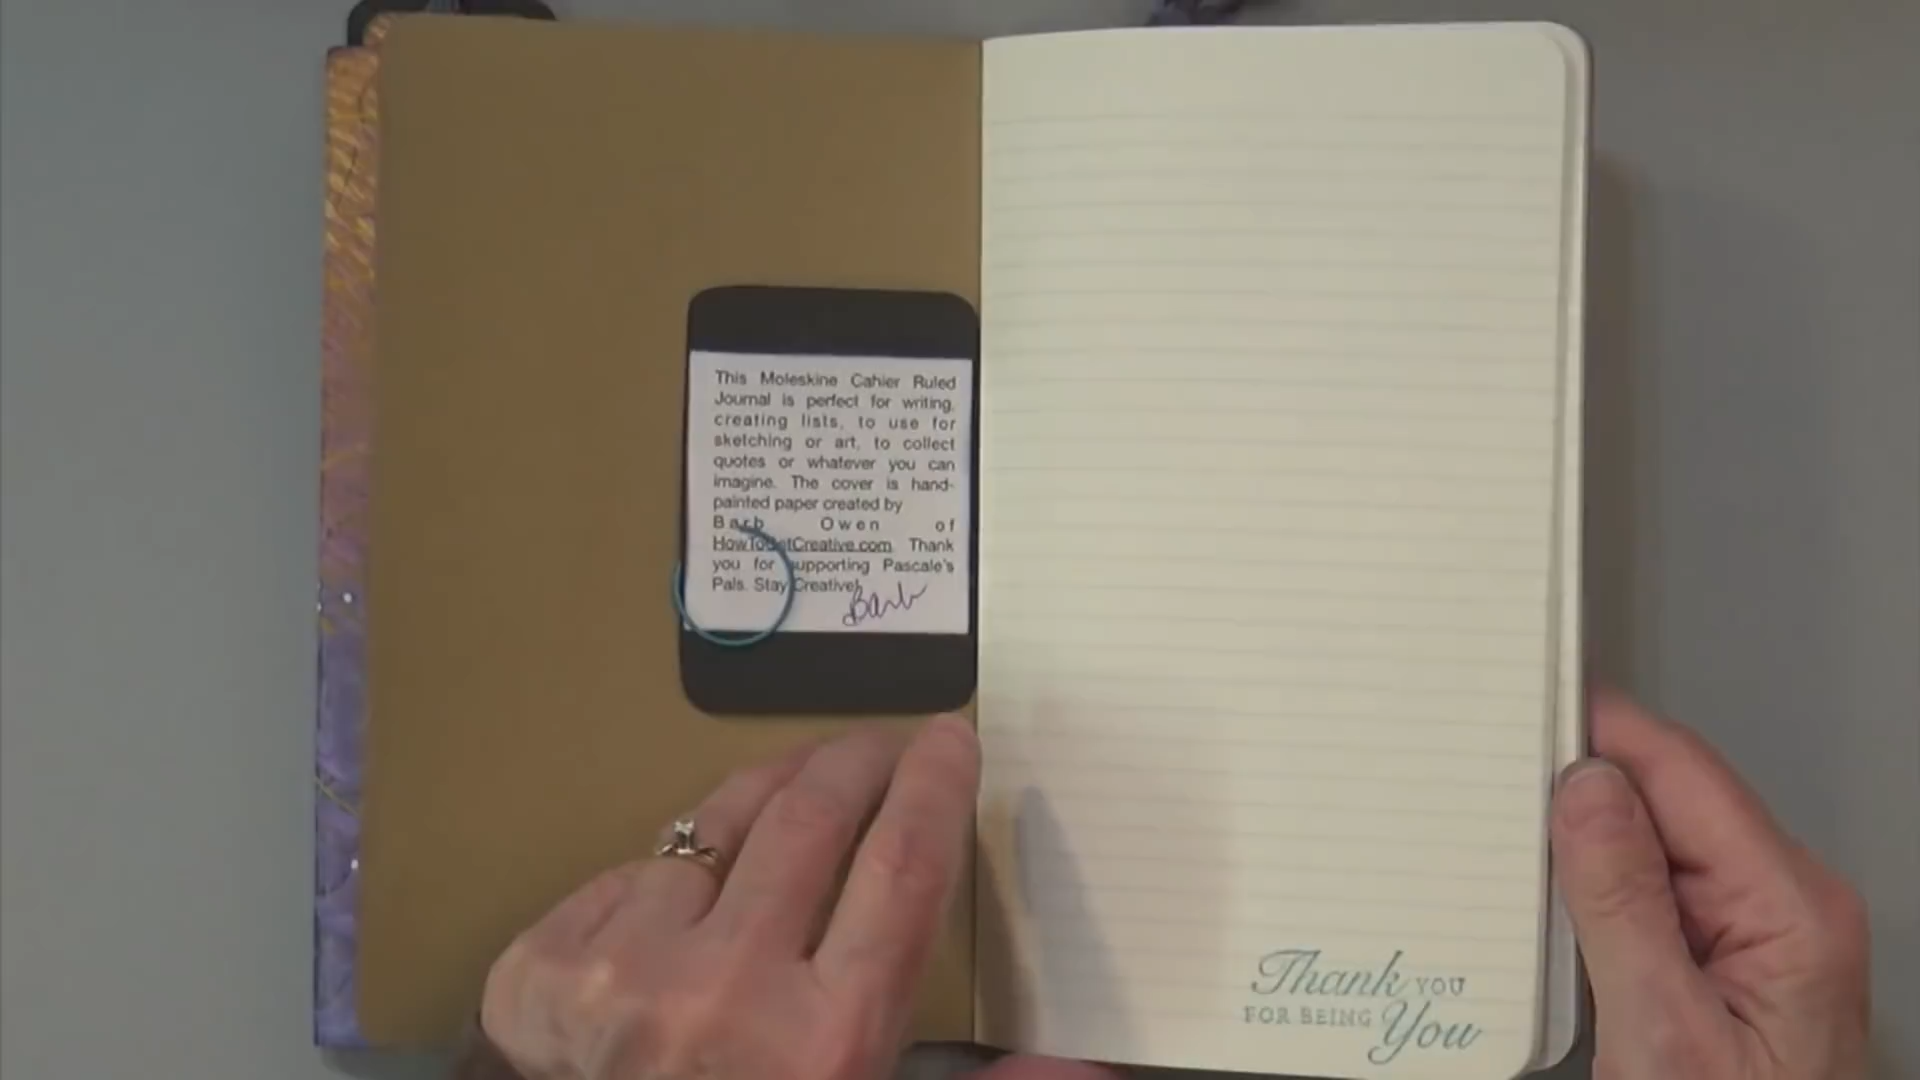 This Moleskine Cahier Ruled
Journal is perfect for writing,
creating lists, to use for
sketching or art, to collect
quotes or whatever you can
imagine. The cover is hand-
painted paper created by
Barb Owen of
HowToGetCreative.com. Thank
you for supporting Pascale's
Pals. Stay Creative!
Barb
Thank YOU
FOR BEING You